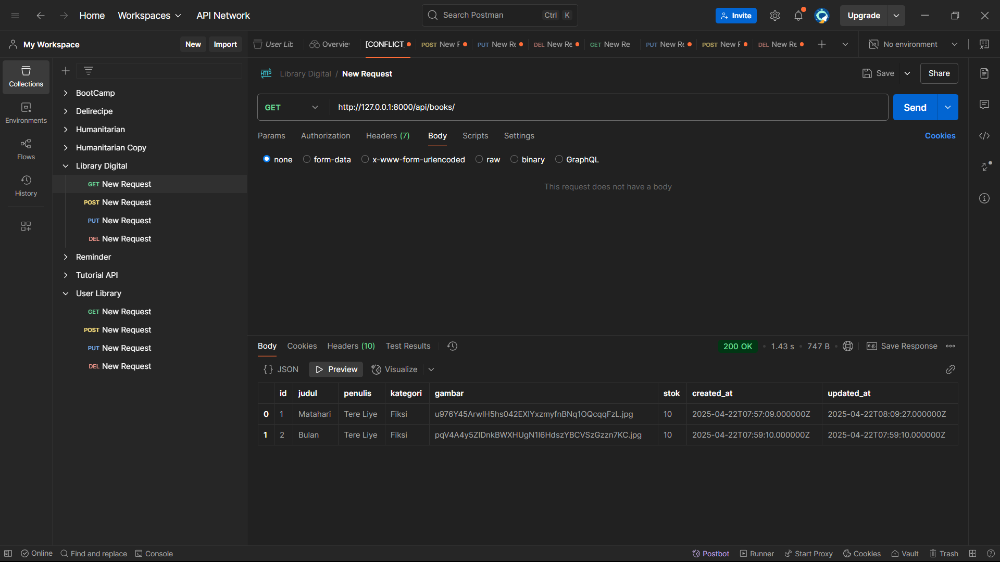 Home Workspaces API Network Search Postman Ctrl K Invite Upgrade
My Workspace New Import User Lib Overvie [CONFLICT POST New F PUT New Re DEL New Re GET New Re PUT New Re POST New F DEL New Re No environment
Collections
Environments
Flows
History
BootCamp
Delirecipe
Humanitarian
Humanitarian Copy
Library Digital
GET New Request
POST New Request
PUT New Request
DEL New Request
Reminder
Tutorial API
User Library
GET New Request
POST New Request
PUT New Request
DEL New Request
HTTP Library Digital / New Request Save Share
GET http://127.0.0.1:8000/api/books/ Send
Params Authorization Headers (7) Body Scripts Settings Cookies
none form-data x-www-form-urlencoded raw binary GraphQL
This request does not have a body
Body Cookies Headers (10) Test Results 200 OK 1.43 s 747 B e.g. Save Response
{} JSON Preview Visualize
id judul penulis kategori gambar stok created_at updated_at
0 1 Matahari Tere Liye Fiksi 10 2025-04-22T07:57:09.000000Z 2025-04-22T08:09:27.000000Z
1 2 Bulan Tere Liye Fiksi 10 2025-04-22T07:59:10.000000Z 2025-04-22T07:59:10.000000Z
Online Find and replace Console Postbot Runner Start Proxy Cookies Vault Trash